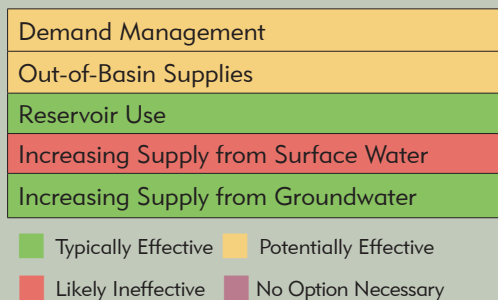 Demand Management
Out-of-Basin Supplies
Reservoir Use
Increasing Supply from Surface Water
Increasing Supply from Groundwater
Typically Effective Potentially Effective
Likely Ineffective No Option Necessary